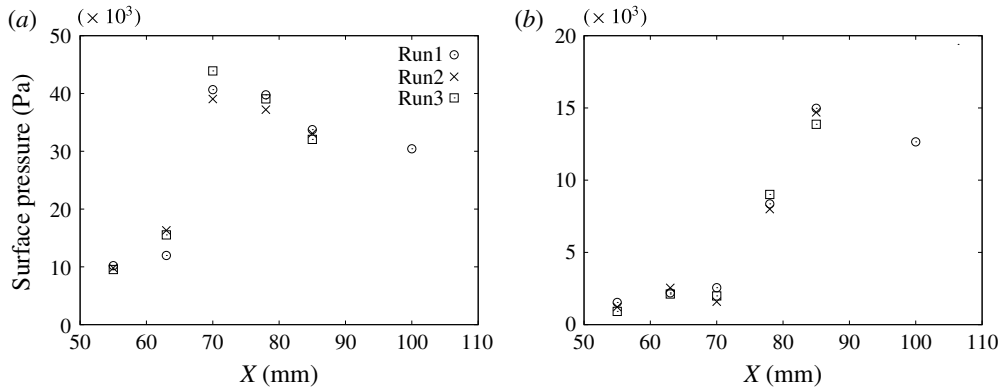 (a) (× 10³)
50
40
30
20
10
0
50 60 70 80 90 100 110
Surface pressure (Pa)
X (mm)
Run1
Run2
Run3
(b) (× 10³)
20
15
10
5
0
50 60 70 80 90 100 110
X (mm)